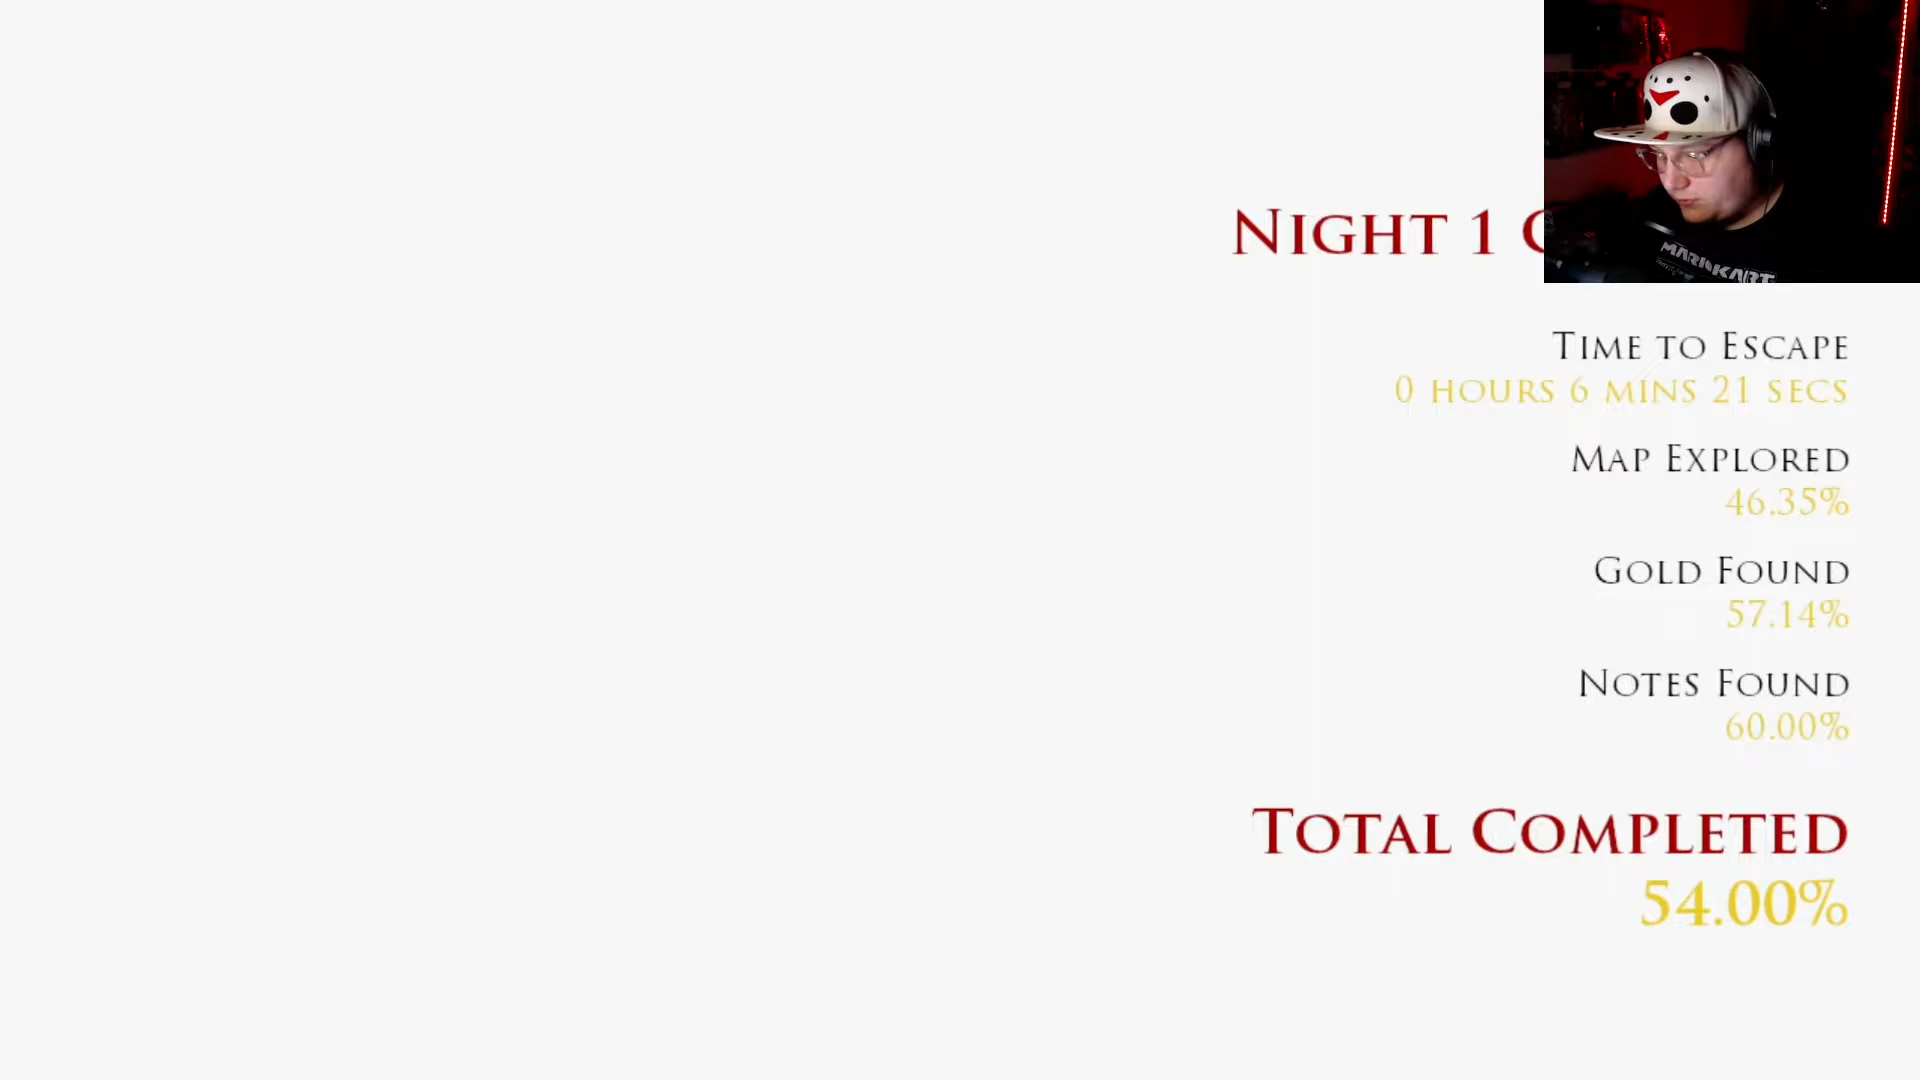 NIGHT 1
TIME TO ESCAPE
0 HOURS 6 MINS 21 SECS
MAP EXPLORED
46.35%
GOLD FOUND
57.14%
NOTES FOUND
60.00%
TOTAL COMPLETED
54.00%
MARIOKART